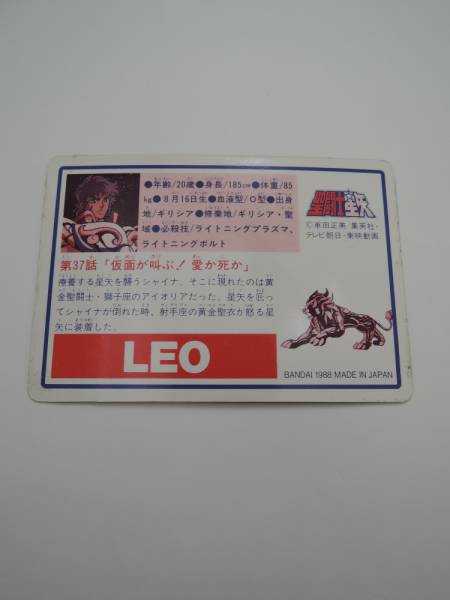 ●年齢/20歳●身長/185cm●体重/85
kg●8月16日生●血液型/O型●出身
地/ギリシア●修業地/ギリシア・聖
域●必殺技/ライトニングプラズマ、
ライトニングボルト
聖闘士星矢
©車田正美/集英社・
テレビ朝日・東映動画
第37話「仮面が叫ぶ!愛か死か」
療養する星矢を襲うシャイナ。そこに現れたのは黄
金聖闘士・獅子座のアイオリアだった。星矢を庇っ
てシャイナが倒れた時、射手座の黄金聖衣が怒る星
矢に装着した。
LEO
BANDAI 1988 MADE IN JAPAN